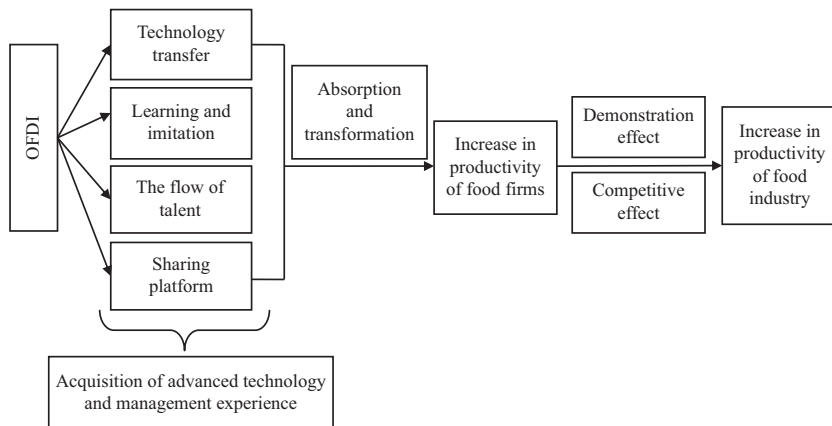 OFDI
Technology
transfer
Learning and
imitation
The flow of
talent
Sharing
platform
Acquisition of advanced technology
and management experience
Absorption
and
transformation
Increase in
productivity
of food firms
Demonstration
effect
Competitive
effect
Increase in
productivity
of food
industry